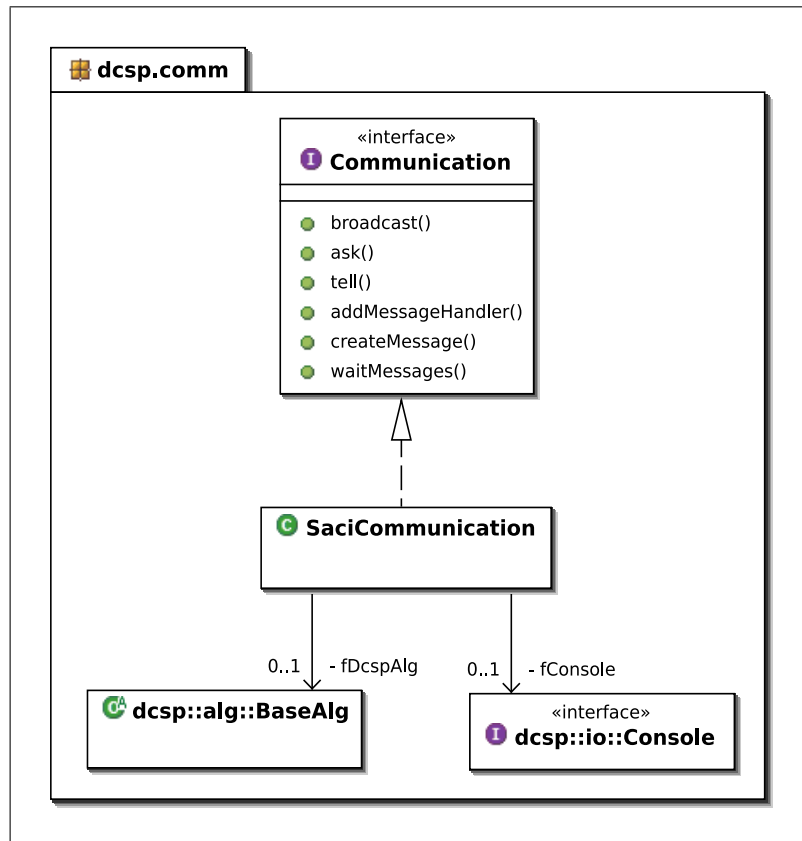 dcsp.comm
«interface»
Communication
broadcast()
ask()
tell()
addMessageHandler()
createMessage()
waitMessages()
SaciCommunication
0..1 - fDcspAlg
0..1 - fConsole
dcsp::alg::BaseAlg
«interface»
dcsp::io::Console